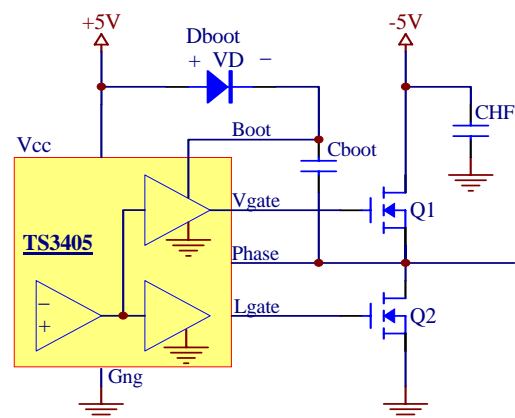 +5V
-5V
Dboot
+ VD −
CHF
Boot
Cboot
Vcc
Vgate
Q1
TS3405
Phase
Lgate
−
+
Q2
Gng